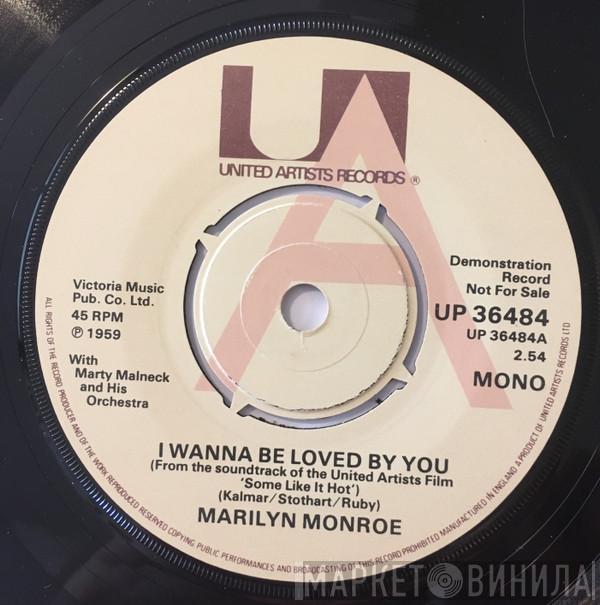 UNITED ARTISTS RECORDS ®
Victoria Music
Pub. Co. Ltd.
45 RPM
℗ 1959
With
Marty Malneck
and His
Orchestra
Demonstration
Record
Not For Sale
UP 36484
UP 36484A
2.54
MONO
I WANNA BE LOVED BY YOU
(From the soundtrack of the United Artists Film
'Some Like It Hot')
(Kalmar/Stothart/Ruby)
MARILYN MONROE
ALL RIGHTS OF THE RECORD PRODUCER AND OF THE WORK REPRODUCED RESERVED COPYING, PUBLIC PERFORMANCES AND BROADCASTING OF THIS RECORD PROHIBITED MANUFACTURED IN ENGLAND A PRODUCT OF UNITED ARTISTS RECORDS LTD
A
МАРКЕТ ВИНИЛА